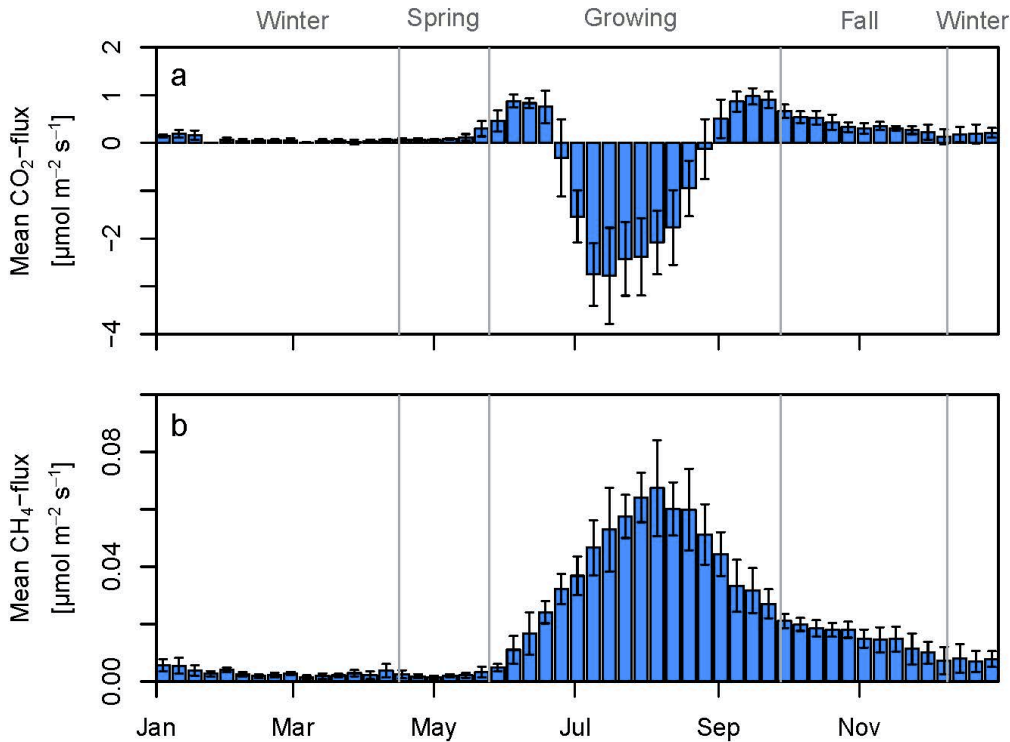 Winter Spring Growing Fall Winter
a
Mean CO₂−flux
[µmol m⁻² s⁻¹]
2
1
0
−2
−4
b
Mean CH₄−flux
[µmol m⁻² s⁻¹]
0.08
0.04
0.00
Jan Mar May Jul Sep Nov